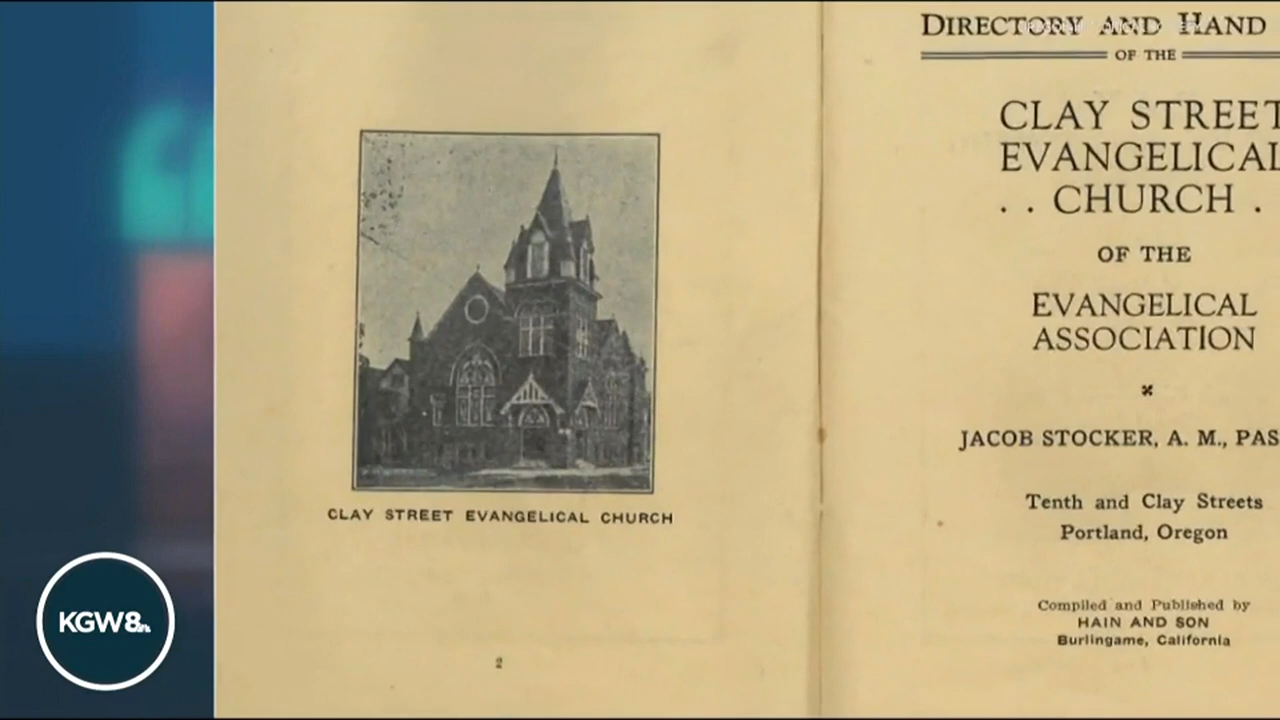 CLAY STREET EVANGELICAL CHURCH
2
DIRECTORY AND HAND
OF THE
CLAY STREET
EVANGELICAL
. . CHURCH .
OF THE
EVANGELICAL
ASSOCIATION
JACOB STOCKER, A. M., PAS
Tenth and Clay Streets
Portland, Oregon
Compiled and Published by
HAIN AND SON
Burlingame, California
KGW8